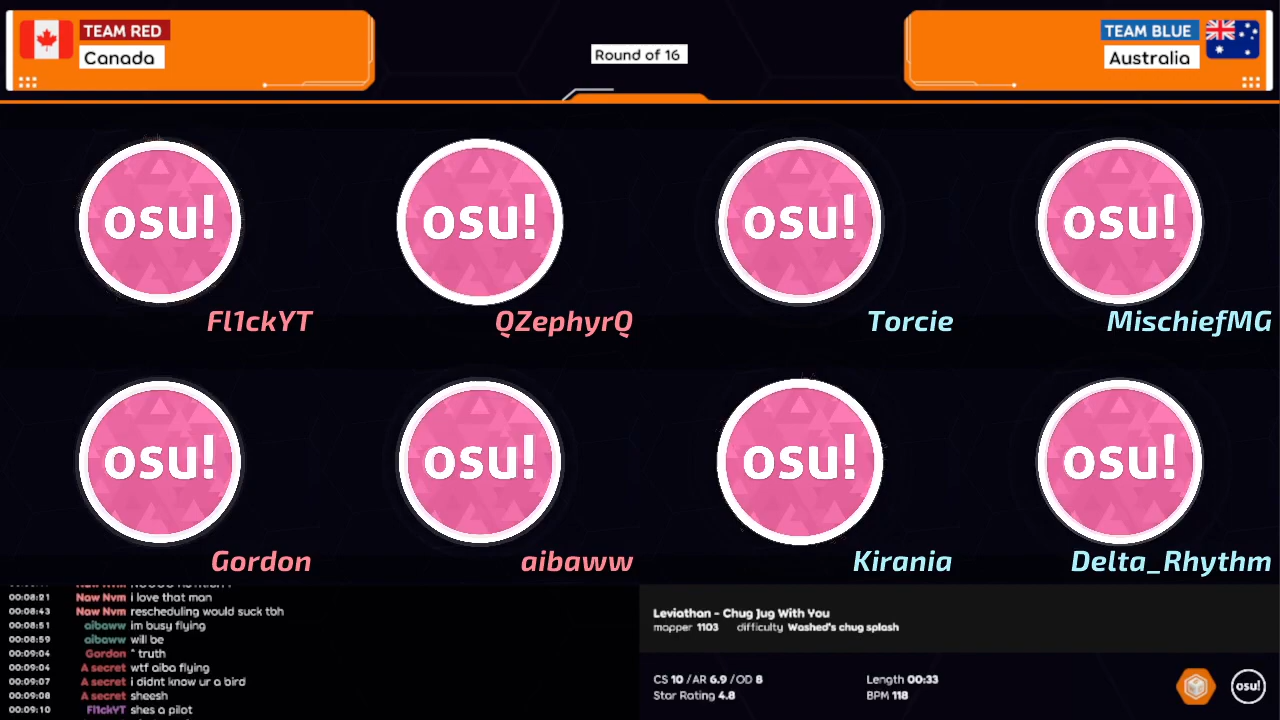 TEAM RED
Canada
Round of 16
TEAM BLUE
Australia
osu!
osu!
osu!
osu!
Fl1ckYT
QZephyrQ
Torcie
MischiefMG
osu!
osu!
osu!
osu!
Gordon
aibaww
Kirania
Delta_Rhythm
00:08:21 Naw Nvm i love that man
00:08:43 Naw Nvm rescheduling would suck tbh
00:08:51 aibaww im busy flying
00:08:59 aibaww will be
00:09:04 Gordon ^ truth
00:09:04 A secret wtf aiba flying
00:09:07 A secret i didnt know ur a bird
00:09:08 A secret sheesh
00:09:10 Fl1ckYT shes a pilot
Leviathan - Chug Jug With You
mapper 1103 difficulty Washed's chug splash
CS 10 / AR 6.9 / OD 8
Star Rating 4.8
Length 00:33
BPM 118
osu!